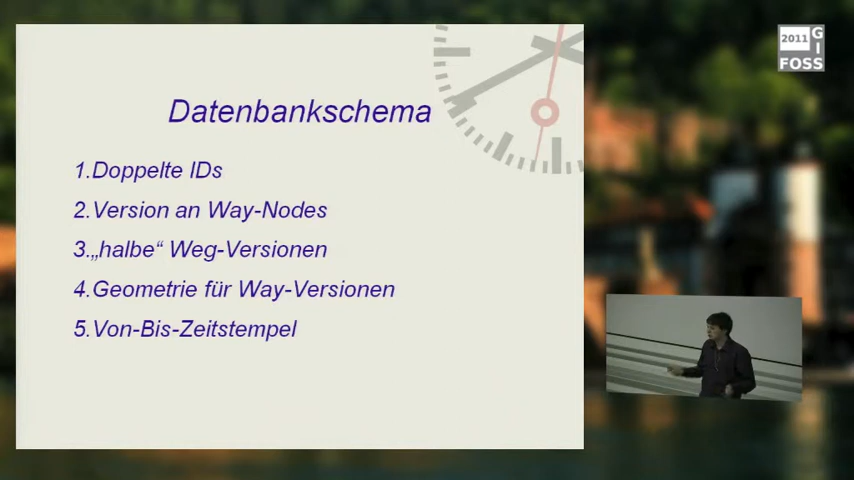 2011
G
I
FOSS
Datenbankschema
1.Doppelte IDs
2.Version an Way-Nodes
3.„halbe“ Weg-Versionen
4.Geometrie für Way-Versionen
5.Von-Bis-Zeitstempel